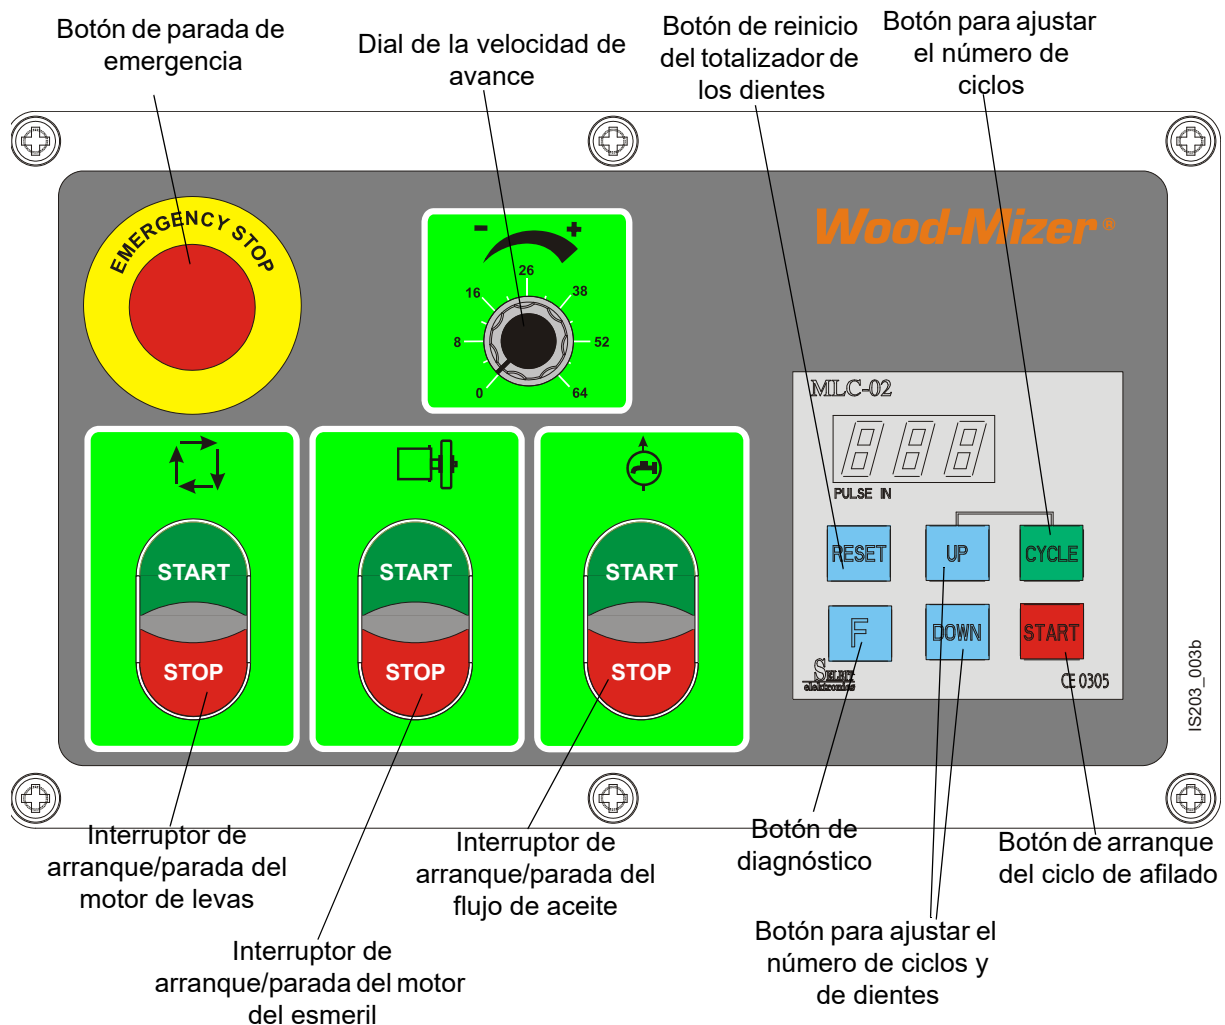 Botón de parada de
emergencia
Dial de la velocidad de
avance
Botón de reinicio
del totalizador de
los dientes
Botón para ajustar
el número de
ciclos
EMERGENCY STOP
- +
0
8
16
26
38
52
64
Wood-Mizer®
MLC-02
PULSE IN
RESET
UP
CYCLE
F
DOWN
START
SELBIT
elektronics
CE 0305
START
STOP
START
STOP
START
STOP
IS203_003b
Interruptor de
arranque/parada del
motor de levas
Interruptor de
arranque/parada del motor
del esmeril
Interruptor de
arranque/parada del
flujo de aceite
Botón de
diagnóstico
Botón para ajustar el
número de ciclos y
de dientes
Botón de arranque
del ciclo de afilado